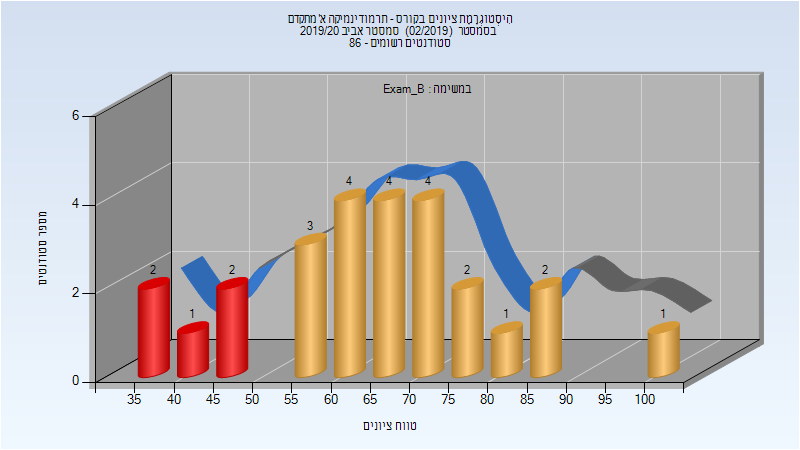 היסטוגרמת ציונים בקורס - תרמודינמיקה א' מתקדם
בסמסטר (02/2019) סמסטר אביב 2019/20
סטודנטים רשומים - 86
במשימה : Exam_B
מספר סטודנטים
6
4
2
0
2
1
2
3
4
4
4
2
1
2
1
35 40 45 50 55 60 65 70 75 80 85 90 95 100
טווח ציונים